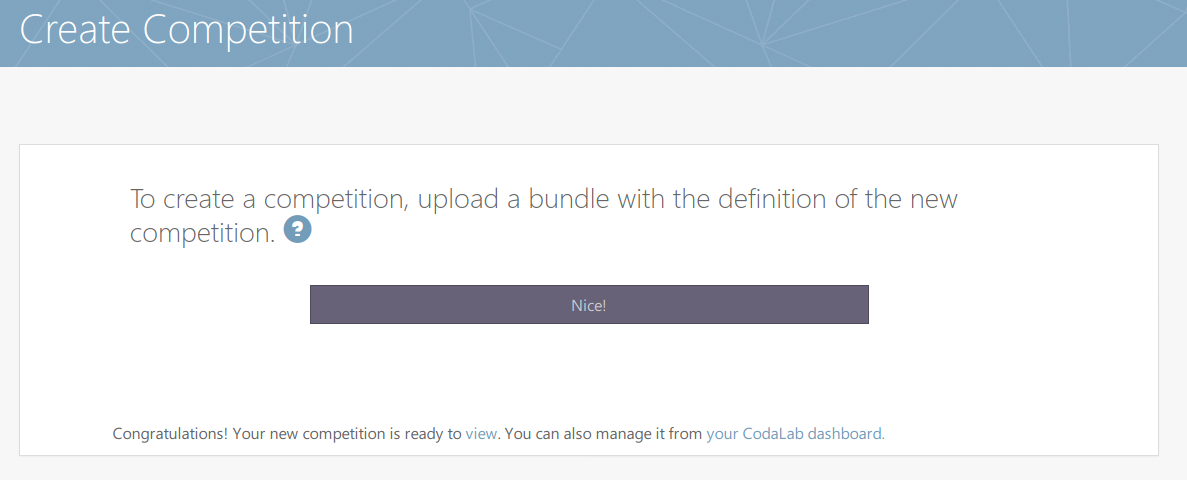 Create Competition
To create a competition, upload a bundle with the definition of the new
competition. ?
Nice!
Congratulations! Your new competition is ready to view. You can also manage it from your CodaLab dashboard.